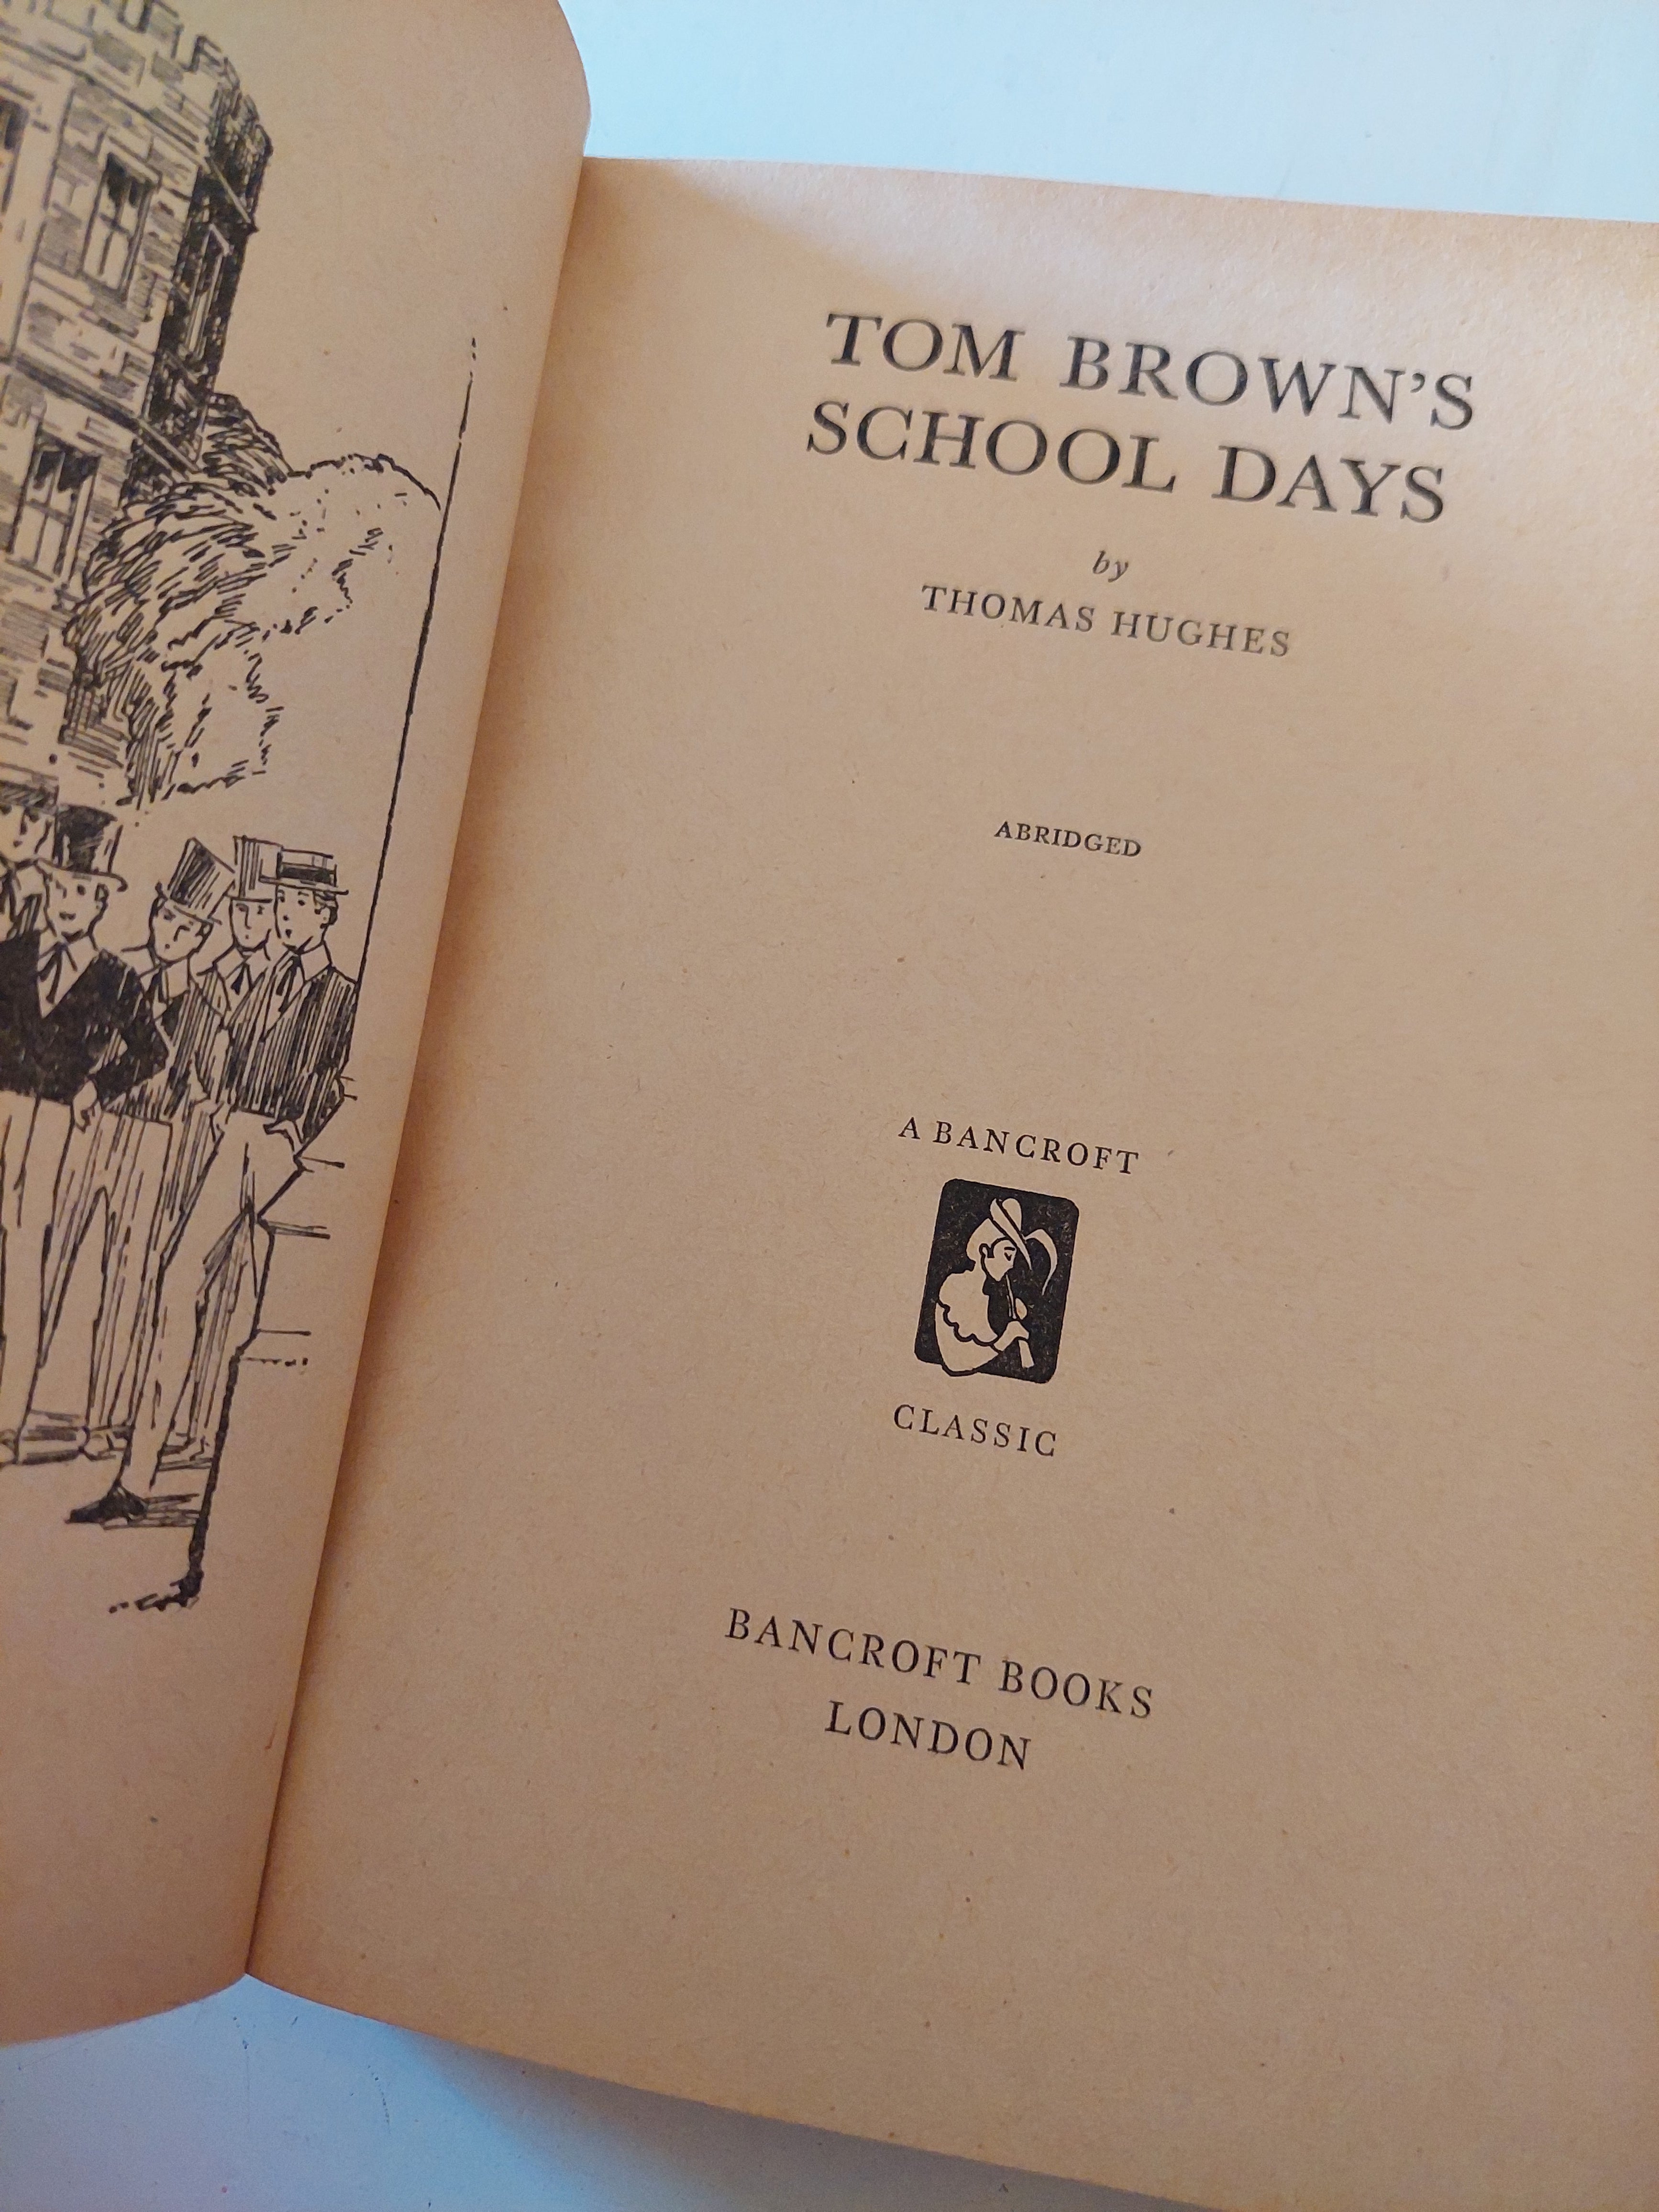 TOM BROWN'S
SCHOOL DAYS
by
THOMAS HUGHES
ABRIDGED
A BANCROFT
CLASSIC
BANCROFT BOOKS
LONDON